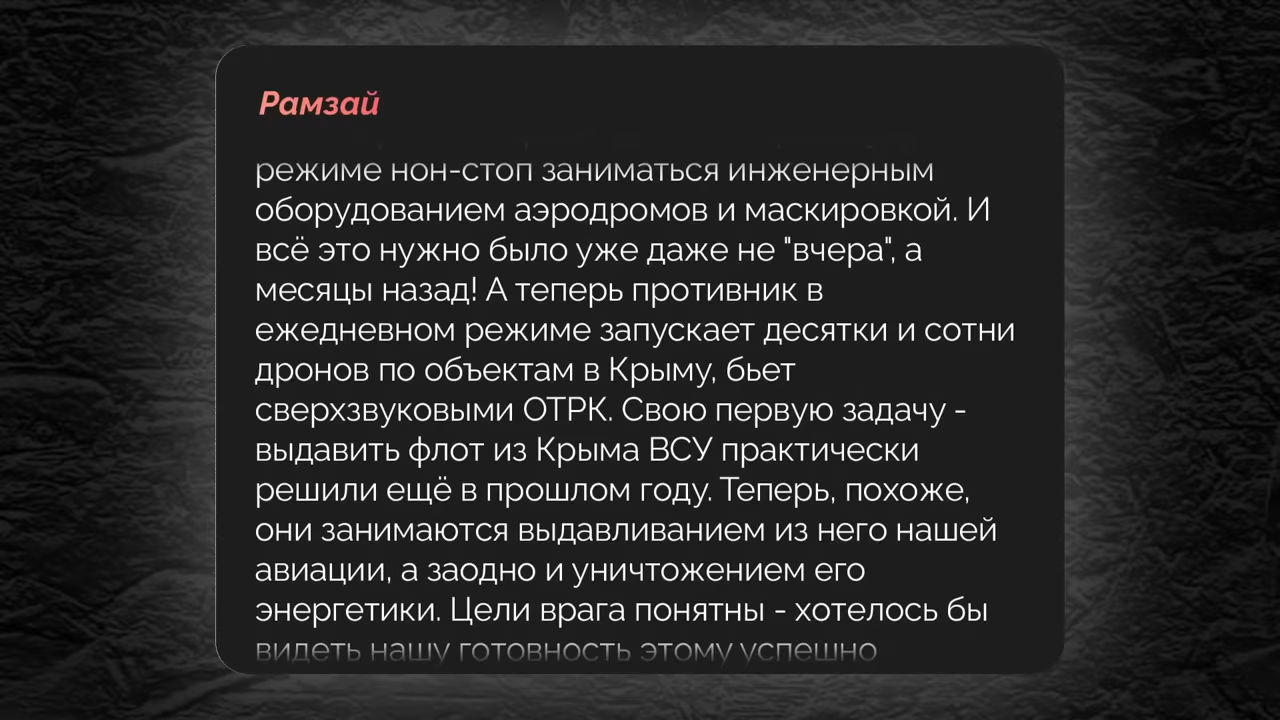 Рамзай
режиме нон-стоп заниматься инженерным
оборудованием аэродромов и маскировкой. И
всё это нужно было уже даже не "вчера", а
месяцы назад! А теперь противник в
ежедневном режиме запускает десятки и сотни
дронов по объектам в Крыму, бьет
сверхзвуковыми ОТРК. Свою первую задачу -
выдавить флот из Крыма ВСУ практически
решили ещё в прошлом году. Теперь, похоже,
они занимаются выдавливанием из него нашей
авиации, а заодно и уничтожением его
энергетики. Цели врага понятны - хотелось бы
видеть нашу готовность этому успешно